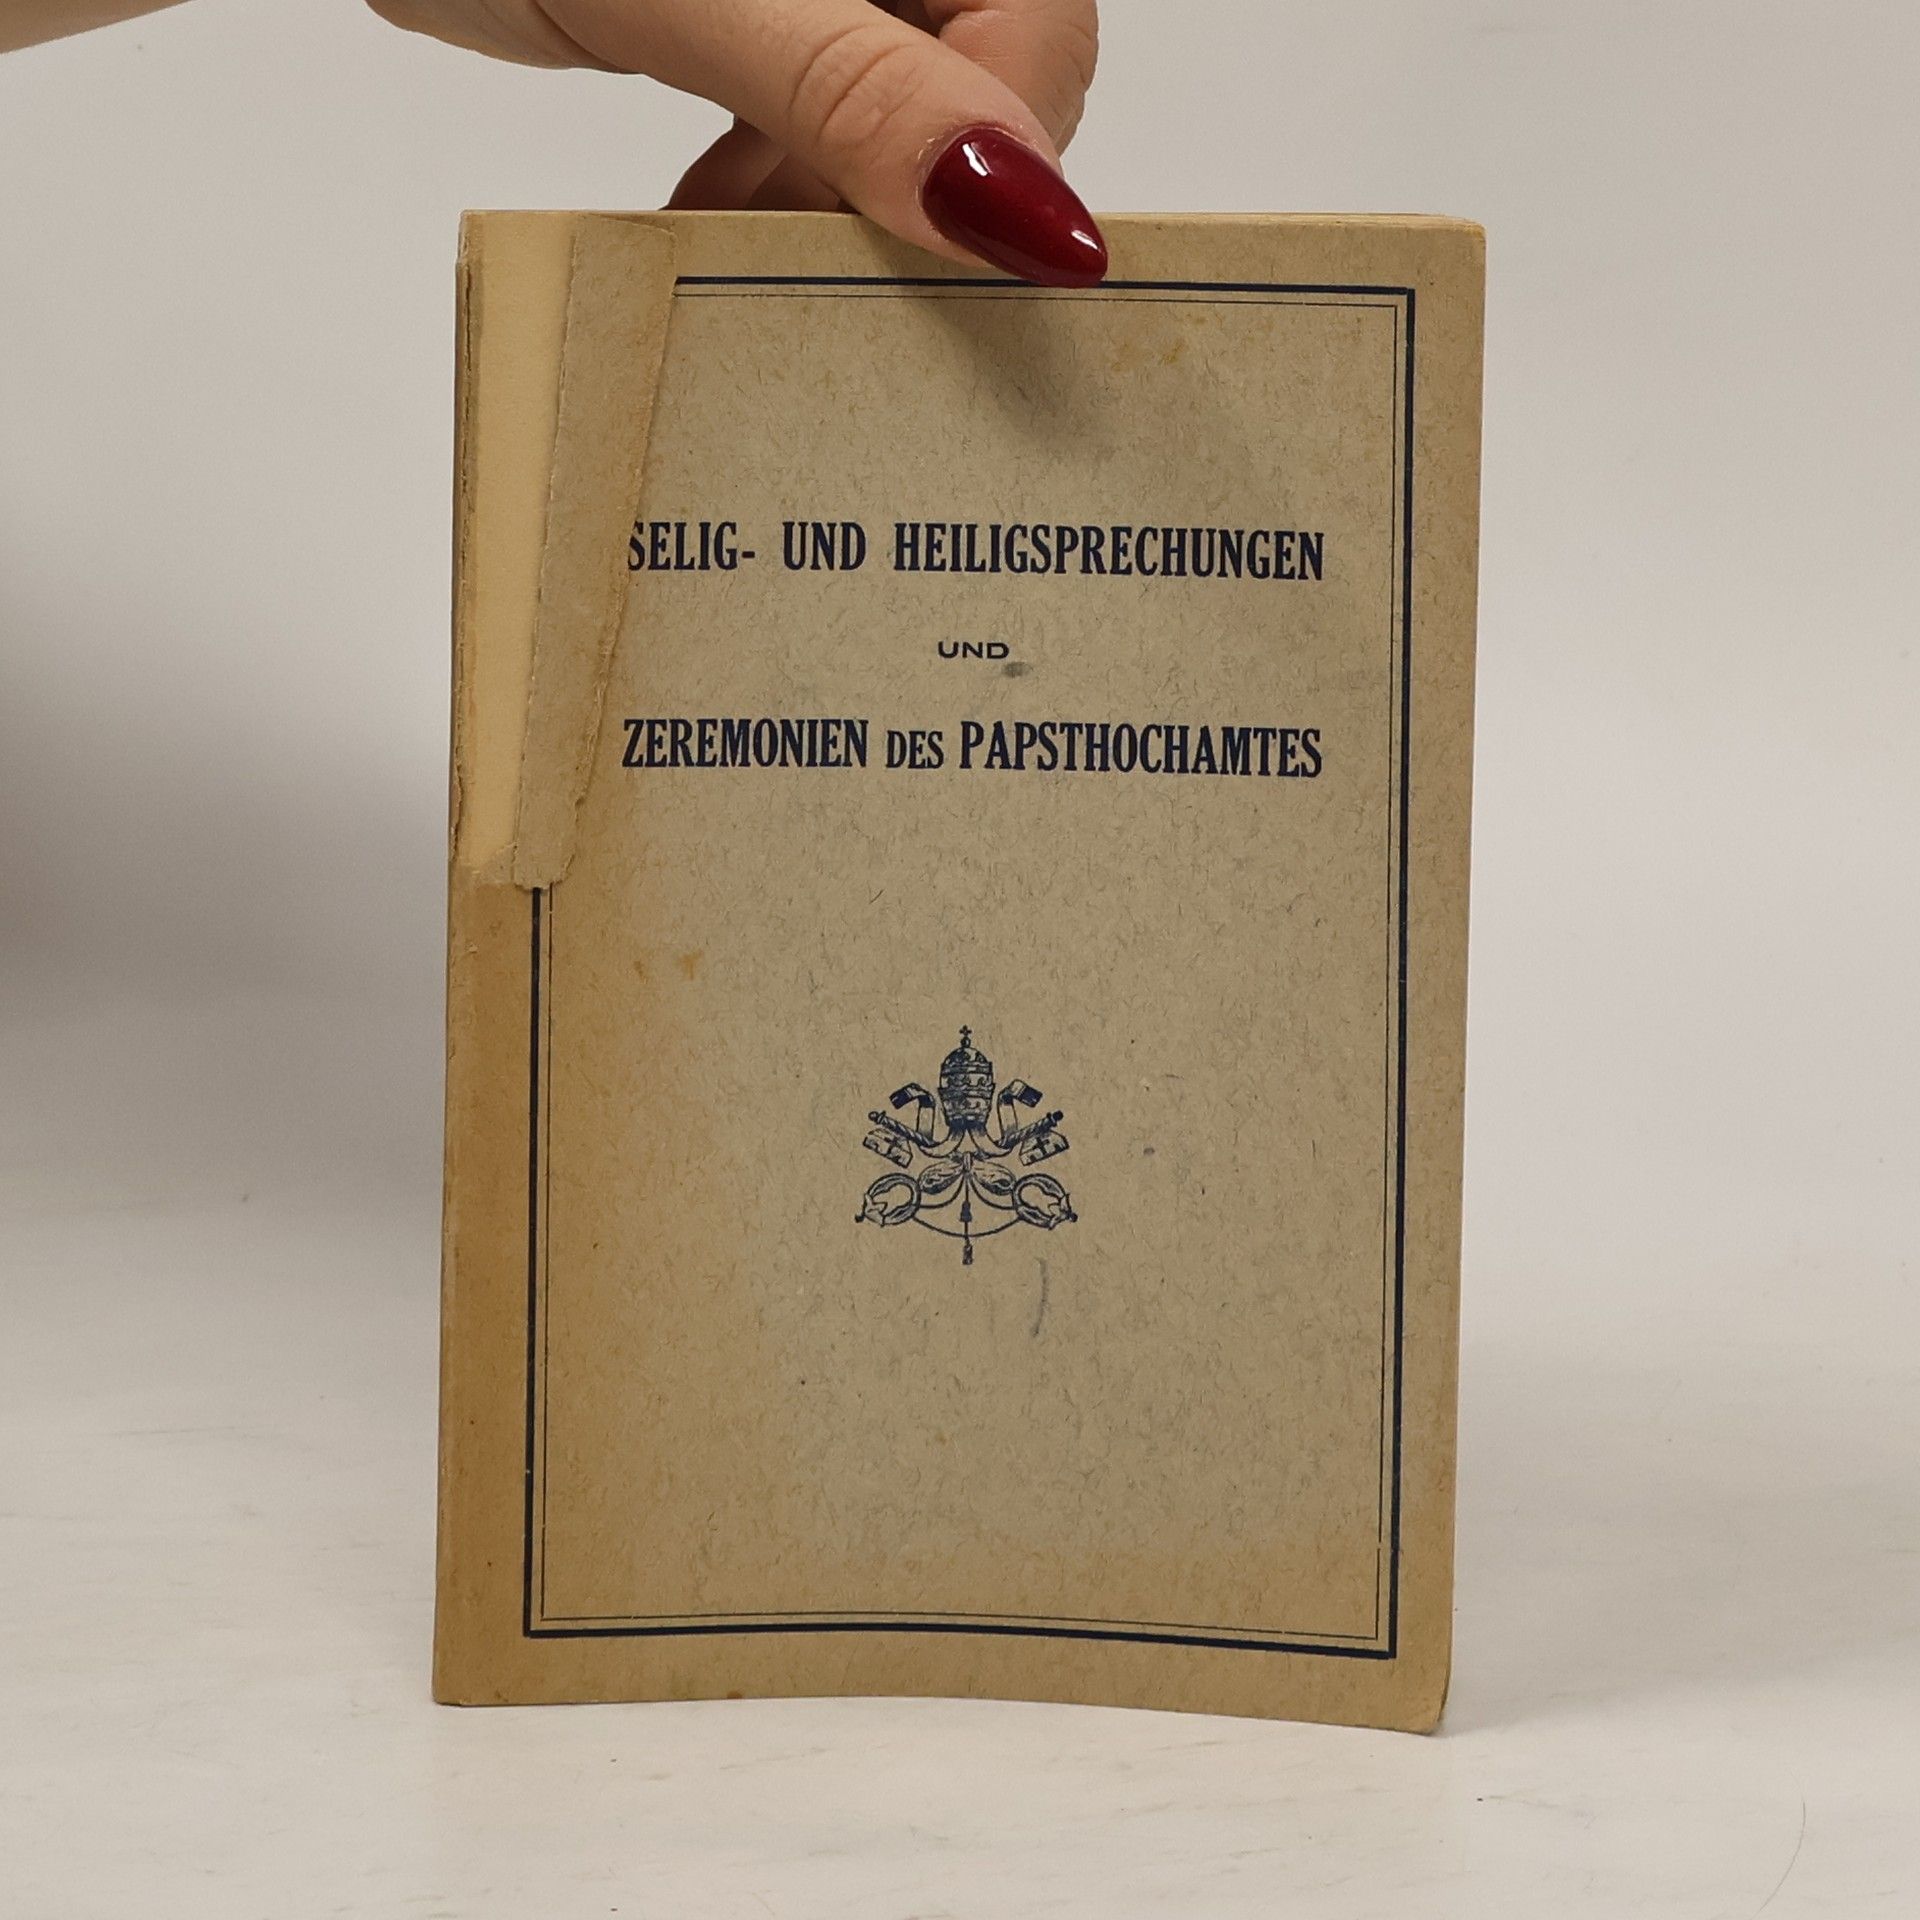 SELIG- UND HEILIGSPRECHUNGEN
UND
ZEREMONIEN DES PAPSTHOCHAMTES